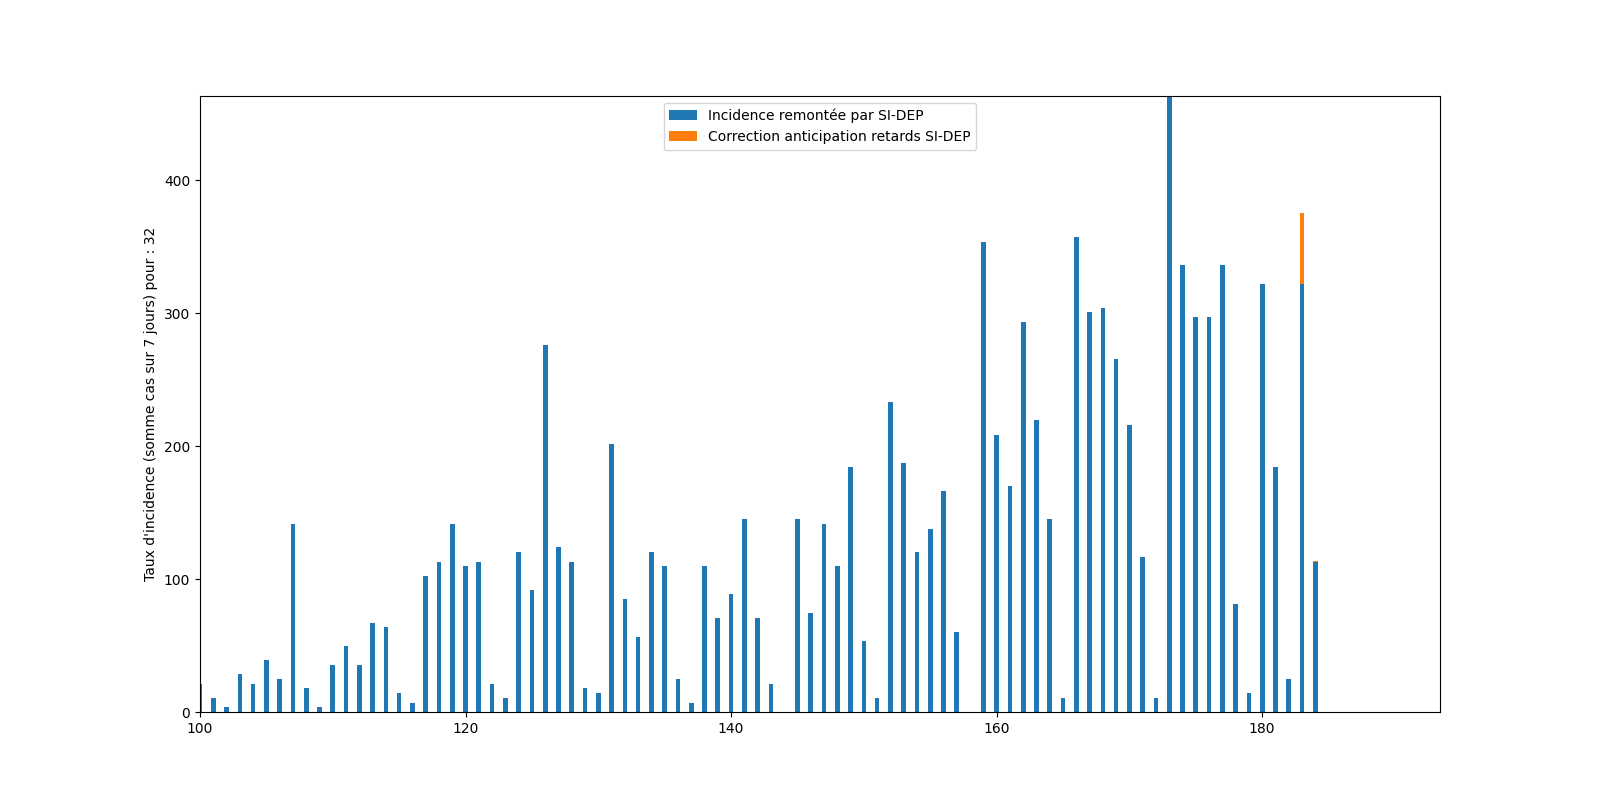 Incidence remontée par SI-DEP
Correction anticipation retards SI-DEP
Taux d'incidence (somme cas sur 7 jours) pour : 32
400
300
200
100
0
100 120 140 160 180